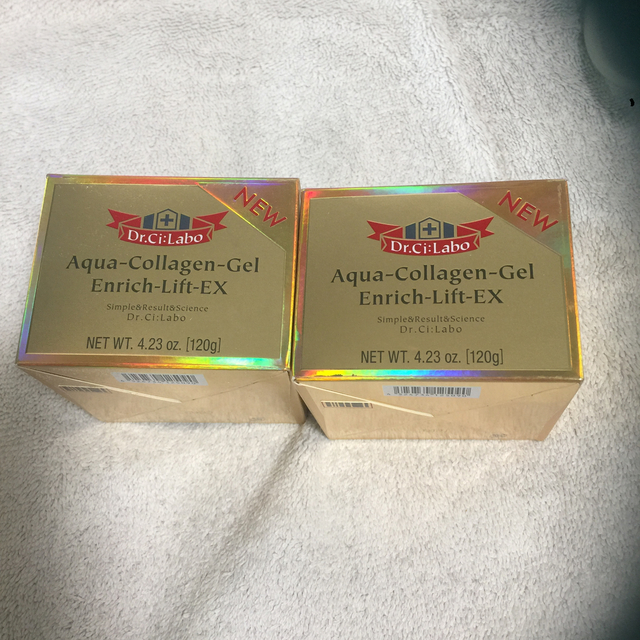 NEW
Dr.Ci:Labo
Aqua-Collagen-Gel
Enrich-Lift-EX
Simple&Result&Science
Dr.Ci:Labo
NET WT. 4.23 oz. [120g]
NEW
Dr.Ci:Labo
Aqua-Collagen-Gel
Enrich-Lift-EX
Simple&Result&Science
Dr.Ci:Labo
NET WT. 4.23 oz. [120g]